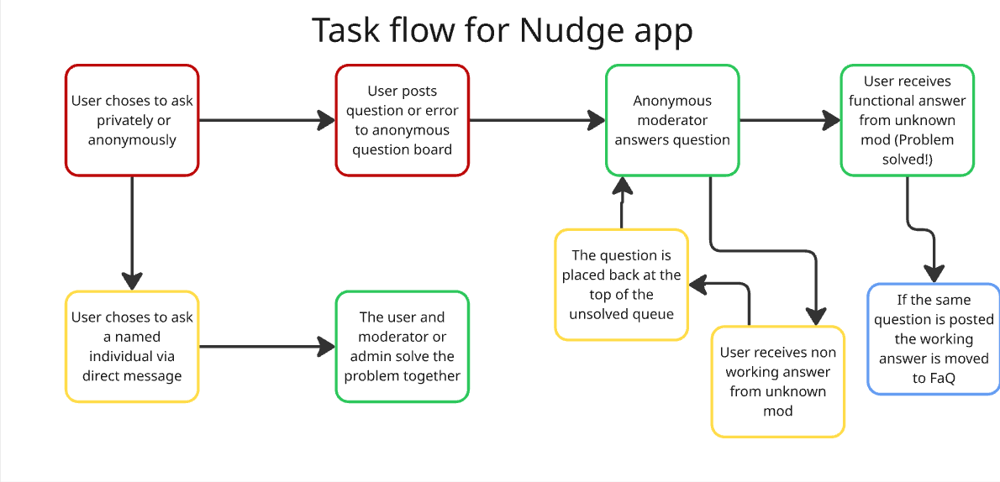 Task flow for Nudge app
User choses to ask
privately or
anonymously
User posts
question or error
to anonymous
question board
Anonymous
moderator
answers question
User receives
functional answer
from unknown
mod (Problem
solved!)
The question is
placed back at the
top of the
unsolved queue
User choses to ask
a named
individual via
direct message
The user and
moderator or
admin solve the
problem together
User receives non
working answer
from unknown
mod
If the same
question is posted
the working
answer is moved
to FaQ